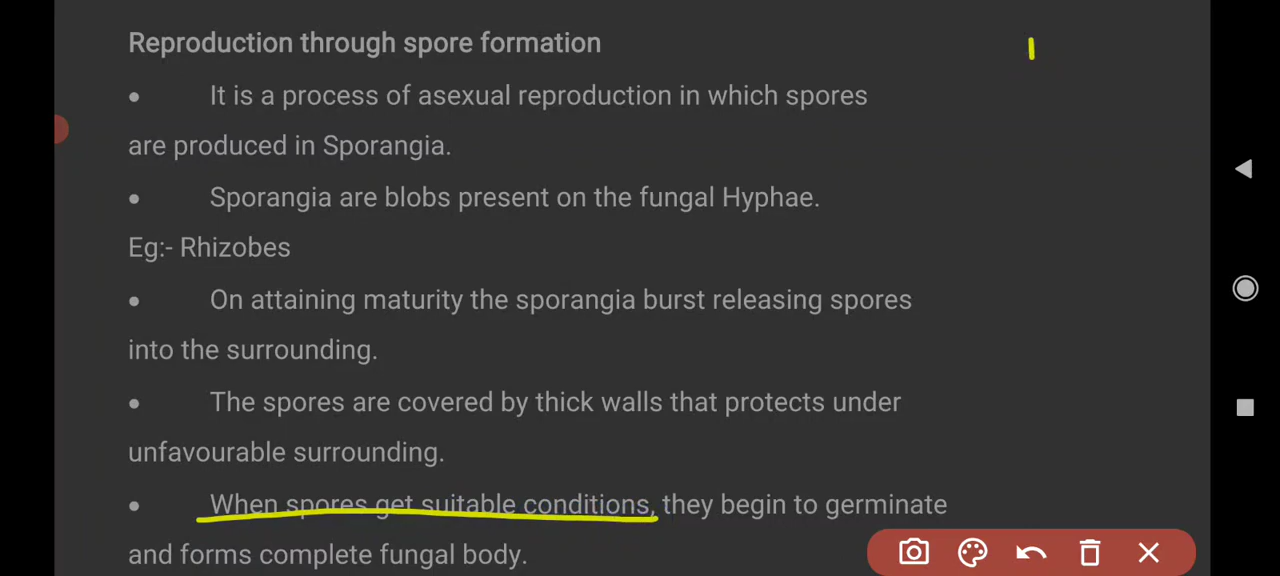 Reproduction through spore formation
• It is a process of asexual reproduction in which spores
are produced in Sporangia.
• Sporangia are blobs present on the fungal Hyphae.
Eg:- Rhizobes
• On attaining maturity the sporangia burst releasing spores
into the surrounding.
• The spores are covered by thick walls that protects under
unfavourable surrounding.
• When spores get suitable conditions, they begin to germinate
and forms complete fungal body.